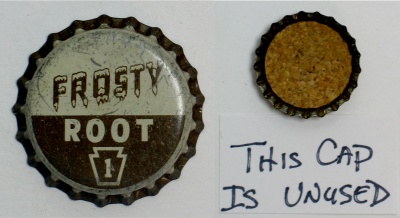 FROSTY
ROOT
1
THIS CAP
IS UNUSED